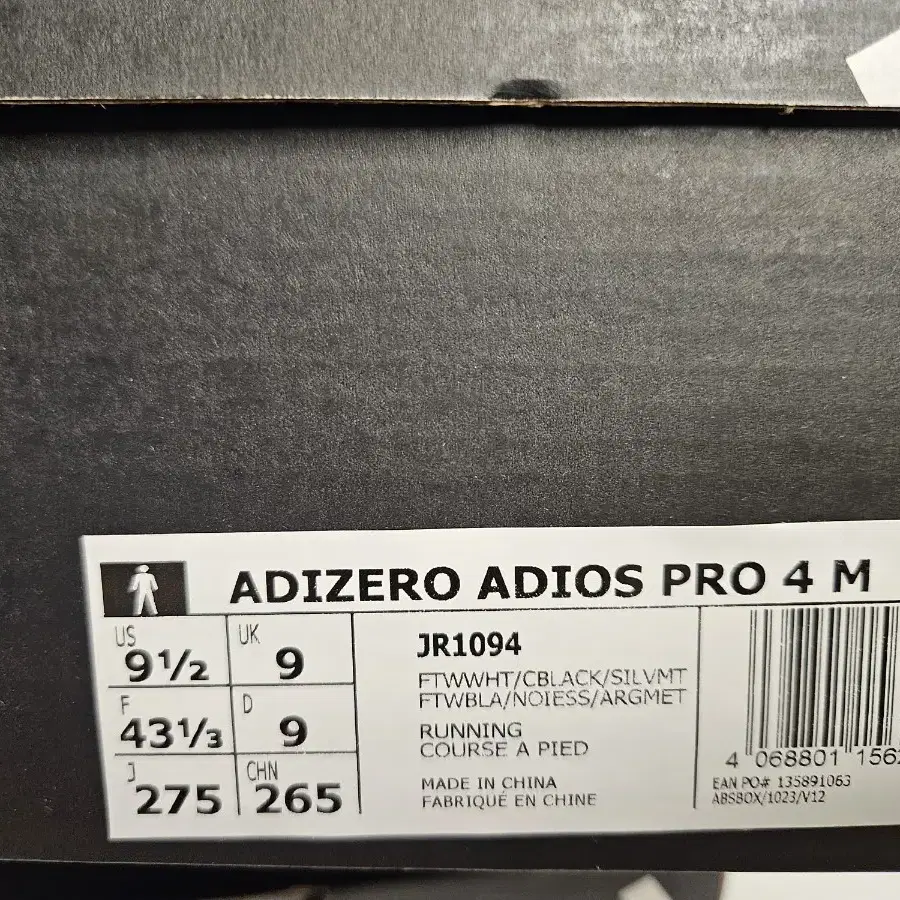 ADIZERO ADIOS PRO 4 M
US 9½ UK 9
F 43⅓ D 9
J 275 CHN 265
JR1094
FTWWHT/CBLACK/SILVMT
FTWBLA/NOIESS/ARGMET
RUNNING
COURSE A PIED
MADE IN CHINA
FABRIQUÉ EN CHINE
4 068801 156
EAN PO# 135891063
ABSBOX/1023/V12